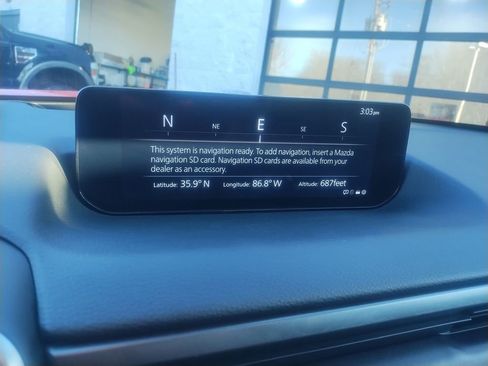 3:03pm
N NE E SE S
This system is navigation ready. To add navigation, insert a Mazda
navigation SD card. Navigation SD cards are available from your
dealer as an accessory.
Latitude: 35.9° N Longitude: 86.8° W Altitude: 687feet